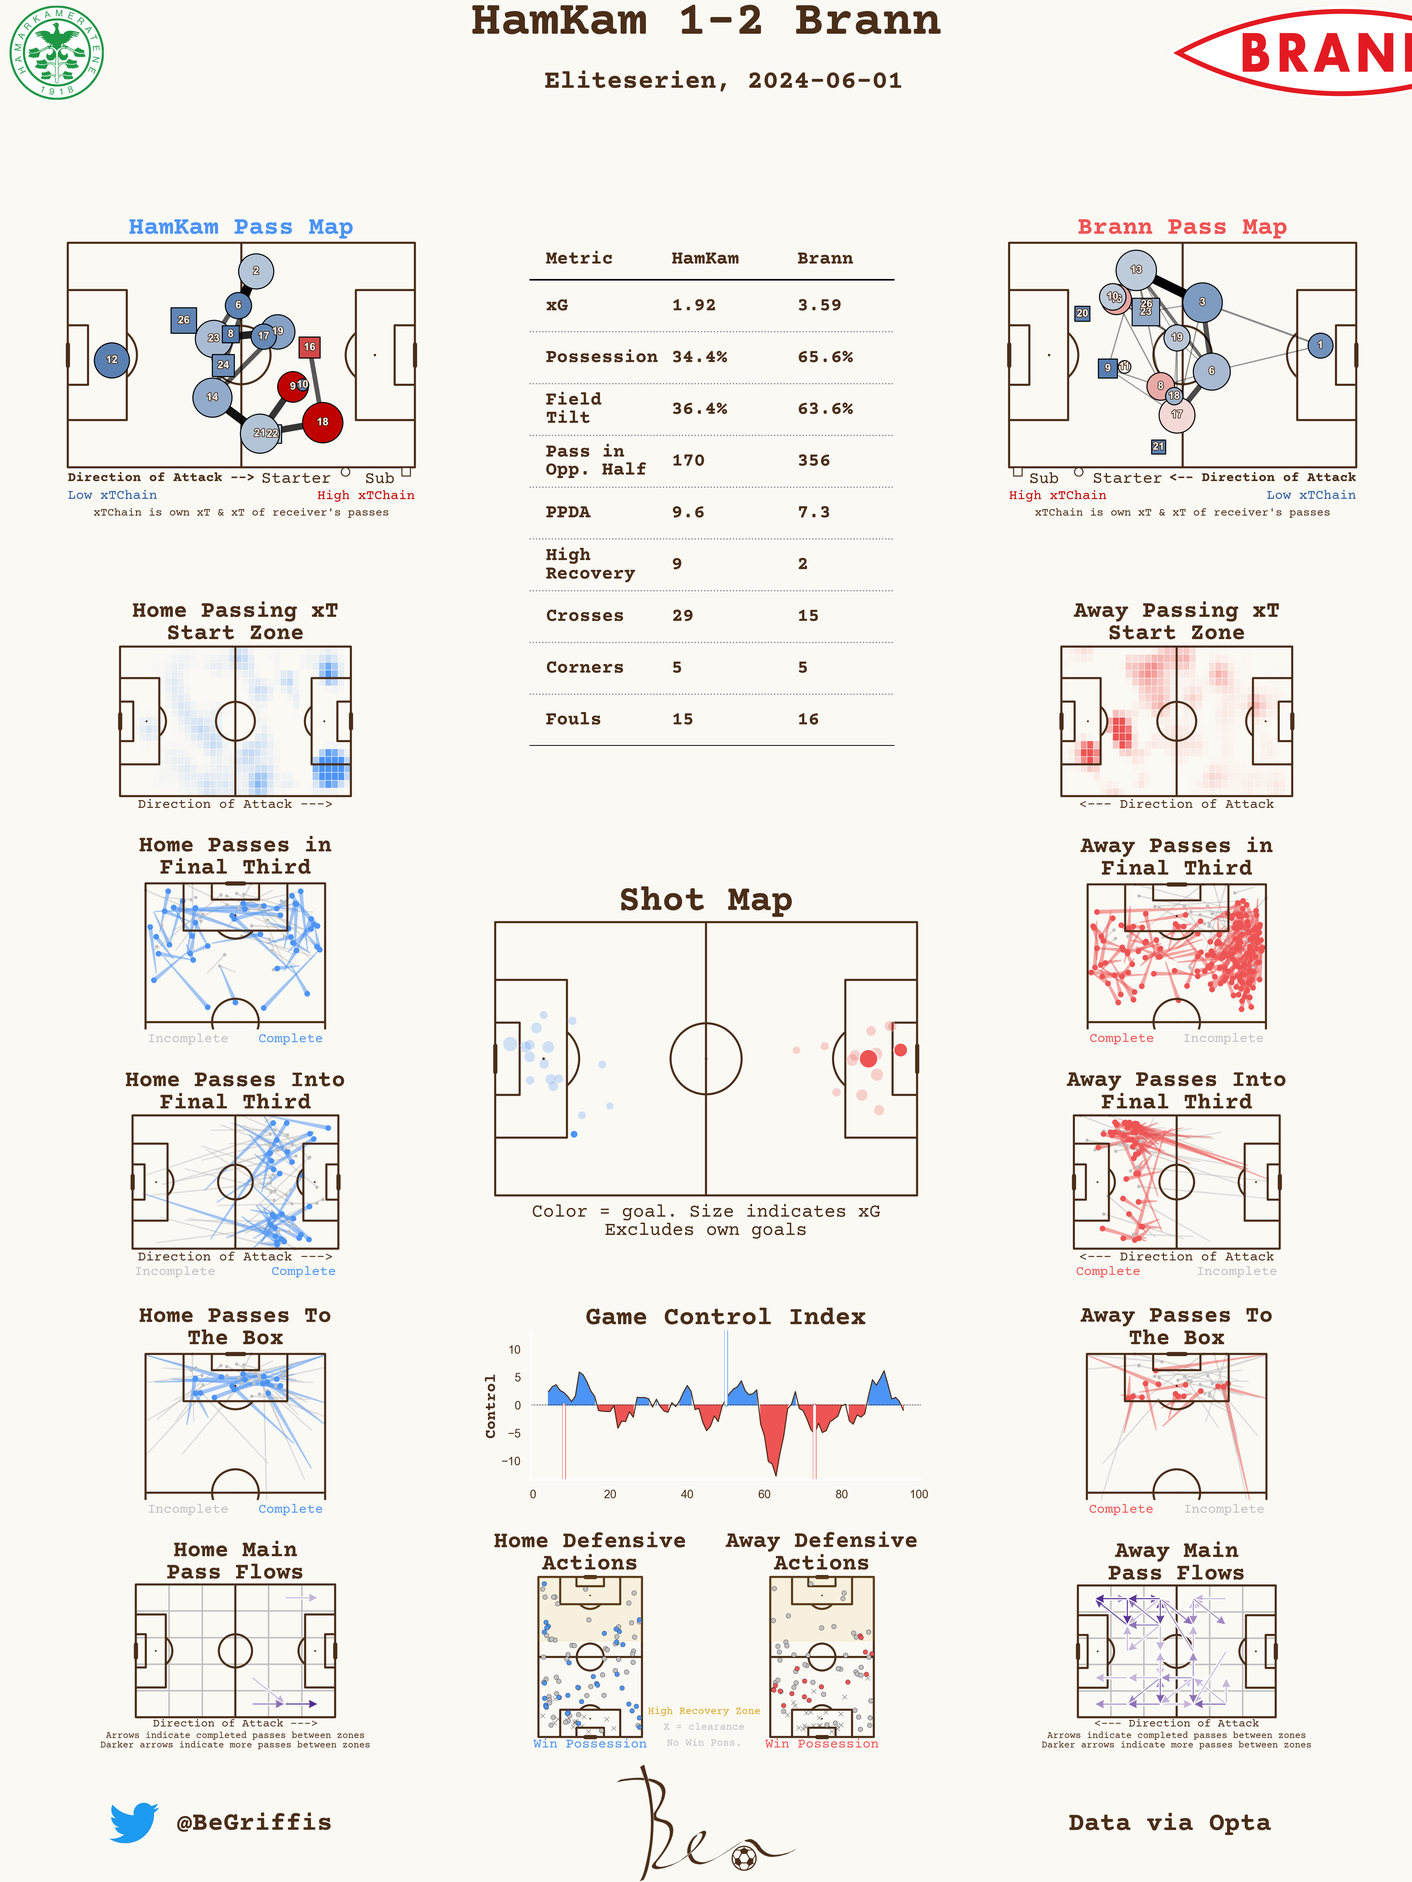 HamKam 1-2 Brann
Eliteserien, 2024-06-01
HAMARKAMERATENE
1918
BRAN
HamKam Pass Map
2
6
26
23
8
17
19
16
12
24
9
10
14
18
21
22
Direction of Attack --> Starter Sub
Low xTChain High xTChain
xTChain is own xT & xT of receiver's passes
Metric HamKam Brann
xG 1.92 3.59
Possession 34.4% 65.6%
Field
Tilt 36.4% 63.6%
Pass in
Opp. Half 170 356
PPDA 9.6 7.3
High
Recovery 9 2
Crosses 29 15
Corners 5 5
Fouls 15 16
Brann Pass Map
13
10
3
20
26
23
19
1
9
11
6
8
18
17
21
Sub Starter <-- Direction of Attack
High xTChain Low xTChain
xTChain is own xT & xT of receiver's passes
Home Passing xT
Start Zone
Direction of Attack --->
Away Passing xT
Start Zone
<--- Direction of Attack
Home Passes in
Final Third
Incomplete Complete
Away Passes in
Final Third
Complete Incomplete
Shot Map
Color = goal. Size indicates xG
Excludes own goals
Home Passes Into
Final Third
Direction of Attack --->
Incomplete Complete
Away Passes Into
Final Third
<--- Direction of Attack
Complete Incomplete
Home Passes To
The Box
Incomplete Complete
Game Control Index
Control
10
5
0
−5
−10
0 20 40 60 80 100
Away Passes To
The Box
Complete Incomplete
Home Main
Pass Flows
Direction of Attack --->
Arrows indicate completed passes between zones
Darker arrows indicate more passes between zones
Home Defensive
Actions
Win Possession
Away Defensive
Actions
Win Possession
High Recovery Zone
X = clearance
No Win Poss.
Away Main
Pass Flows
<--- Direction of Attack
Arrows indicate completed passes between zones
Darker arrows indicate more passes between zones
@BeGriffis
Ben
Data via Opta